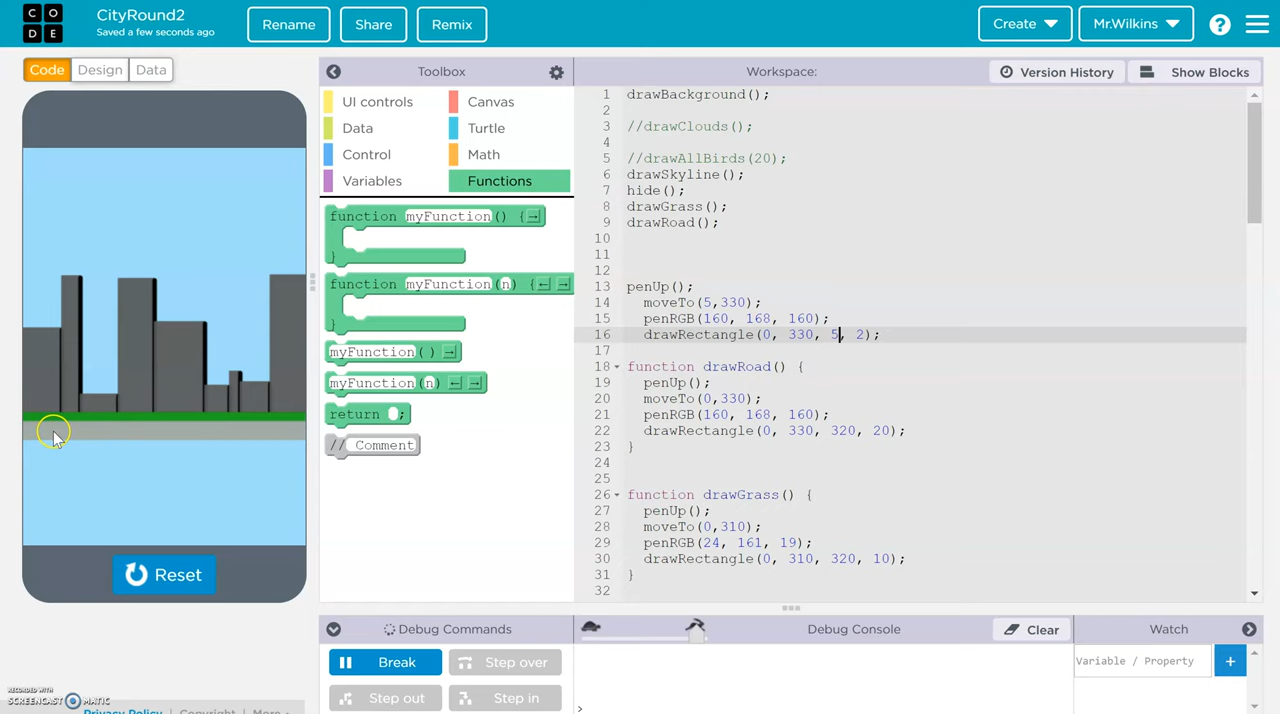 CO
DE
CityRound2
Saved a few seconds ago
Rename
Share
Remix
Create
Mr.Wilkins
?
Code
Design
Data
Toolbox
Workspace:
Version History
Show Blocks
UI controls
Canvas
Data
Turtle
Control
Math
Variables
Functions
function myFunction() {
}
function myFunction(n) {
}
myFunction()
myFunction(n)
return ;
// Comment
1 drawBackground();
2
3 //drawClouds();
4
5 //drawAllBirds(20);
6 drawSkyline();
7 hide();
8 drawGrass();
9 drawRoad();
10
11
12
13 penUp();
14 moveTo(5,330);
15 penRGB(160, 168, 160);
16 drawRectangle(0, 330, 5, 2);
17
18 function drawRoad() {
19 penUp();
20 moveTo(0,330);
21 penRGB(160, 168, 160);
22 drawRectangle(0, 330, 320, 20);
23 }
24
25
26 function drawGrass() {
27 penUp();
28 moveTo(0,310);
29 penRGB(24, 161, 19);
30 drawRectangle(0, 310, 320, 10);
31 }
32
Reset
Debug Commands
Debug Console
Clear
Watch
Break
Step over
Step out
Step in
Variable / Property
+
>
RECORDED WITH
SCREENCAST MATIC
Privacy Policy | Copyright | More